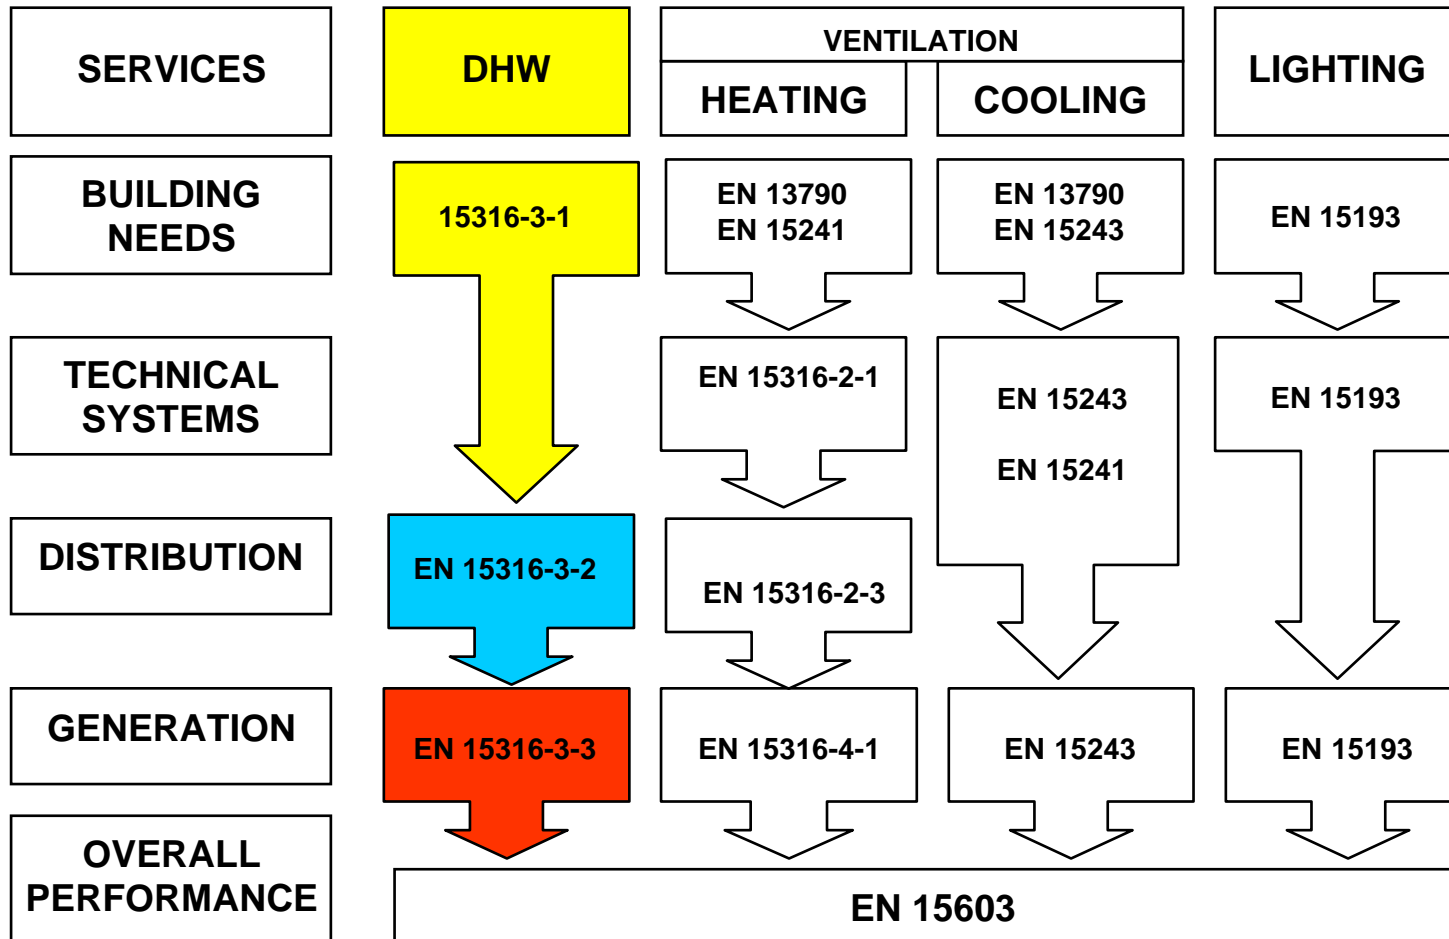 SERVICES
DHW
VENTILATION
HEATING
COOLING
LIGHTING
BUILDING
NEEDS
15316-3-1
EN 13790
EN 15241
EN 13790
EN 15243
EN 15193
TECHNICAL
SYSTEMS
EN 15316-2-1
EN 15243
EN 15241
EN 15193
DISTRIBUTION
EN 15316-3-2
EN 15316-2-3
GENERATION
EN 15316-3-3
EN 15316-4-1
EN 15243
EN 15193
OVERALL
PERFORMANCE
EN 15603